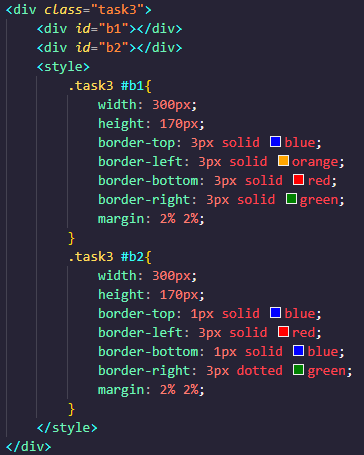 <div class="task3">
<div id="b1"></div>
<div id="b2"></div>
<style>
.task3 #b1{
width: 300px;
height: 170px;
border-top: 3px solid blue;
border-left: 3px solid orange;
border-bottom: 3px solid red;
border-right: 3px solid green;
margin: 2% 2%;
}
.task3 #b2{
width: 300px;
height: 170px;
border-top: 1px solid blue;
border-left: 3px solid red;
border-bottom: 1px solid blue;
border-right: 3px dotted green;
margin: 2% 2%;
}
</style>
</div>